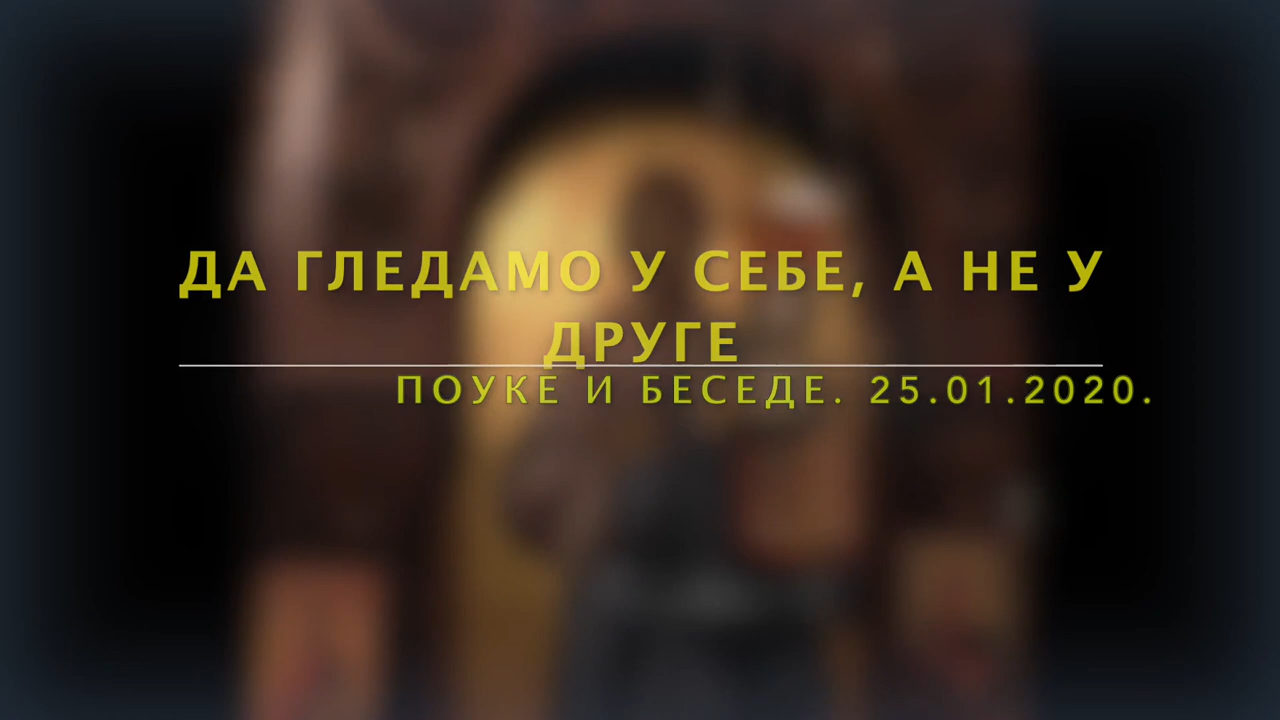 ДА ГЛЕДАМО У СЕБЕ, А НЕ У
ДРУГЕ
ПОУКЕ И БЕСЕДЕ. 25.01.2020.